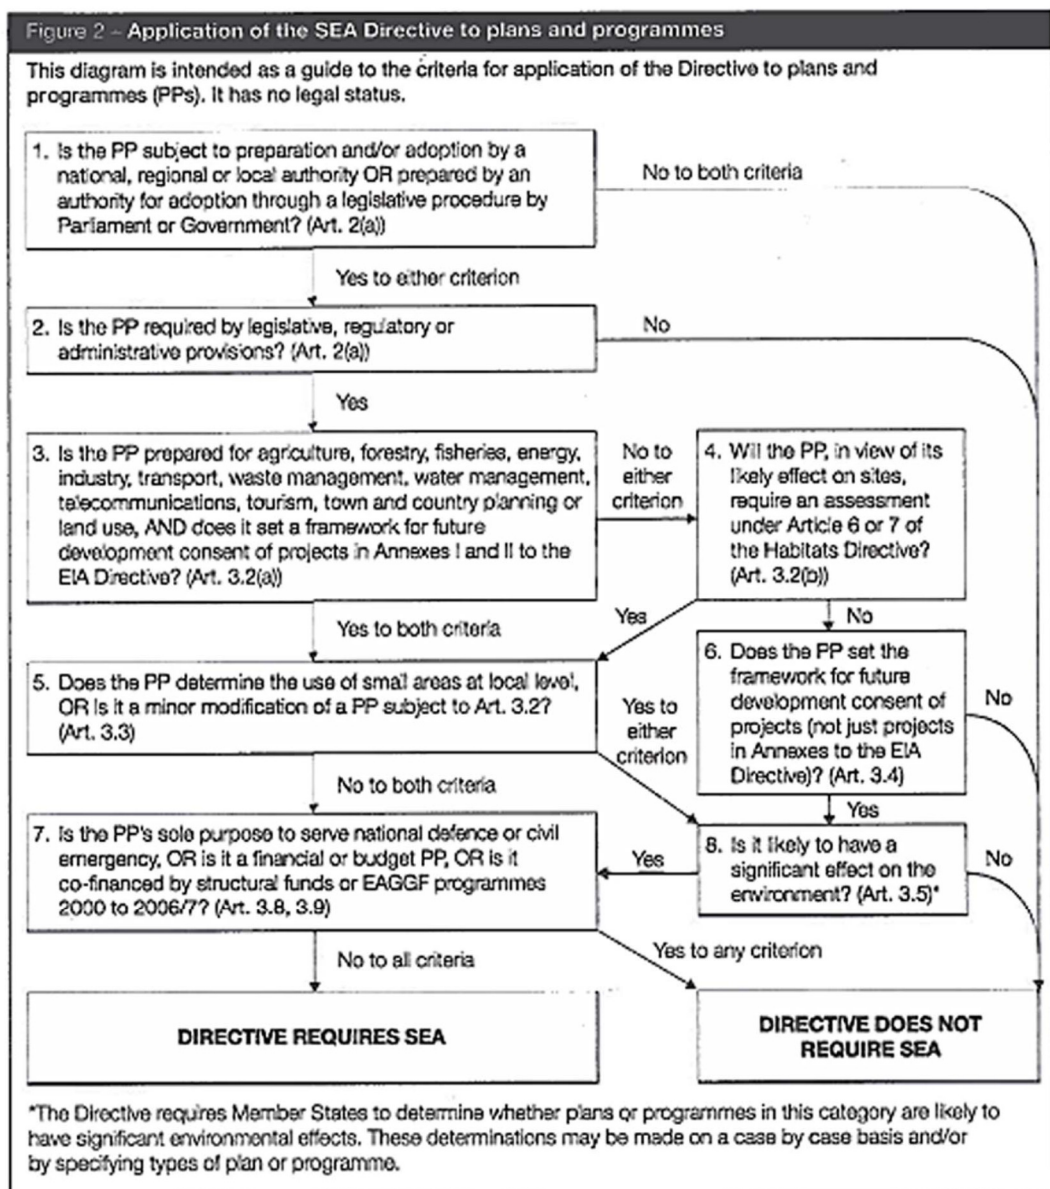 Figure 2 – Application of the SEA Directive to plans and programmes
This diagram is intended as a guide to the criteria for application of the Directive to plans and
programmes (PPs). It has no legal status.
1. Is the PP subject to preparation and/or adoption by a
national, regional or local authority OR prepared by an
authority for adoption through a legislative procedure by
Parliament or Government? (Art. 2(a))
No to both criteria
Yes to either criterion
2. Is the PP required by legislative, regulatory or
administrative provisions? (Art. 2(a))
No
Yes
3. Is the PP prepared for agriculture, forestry, fisheries, energy,
industry, transport, waste management, water management,
telecommunications, tourism, town and country planning or
land use, AND does it set a framework for future
development consent of projects in Annexes I and II to the
EIA Directive? (Art. 3.2(a))
No to
either
criterion
4. Will the PP, in view of its
likely effect on sites,
require an assessment
under Article 6 or 7 of
the Habitats Directive?
(Art. 3.2(b))
Yes to both criteria
Yes
No
5. Does the PP determine the use of small areas at local level,
OR is it a minor modification of a PP subject to Art. 3.2?
(Art. 3.3)
Yes to
either
criterion
6. Does the PP set the
framework for future
development consent of
projects (not just projects
in Annexes to the EIA
Directive)? (Art. 3.4)
No
No to both criteria
Yes
7. Is the PP's sole purpose to serve national defence or civil
emergency, OR is it a financial or budget PP, OR is it
co-financed by structural funds or EAGGF programmes
2000 to 2006/7? (Art. 3.8, 3.9)
Yes
8. Is it likely to have a
significant effect on the
environment? (Art. 3.5)*
No
No to all criteria
Yes to any criterion
DIRECTIVE REQUIRES SEA
DIRECTIVE DOES NOT
REQUIRE SEA
*The Directive requires Member States to determine whether plans or programmes in this category are likely to
have significant environmental effects. These determinations may be made on a case by case basis and/or
by specifying types of plan or programme.